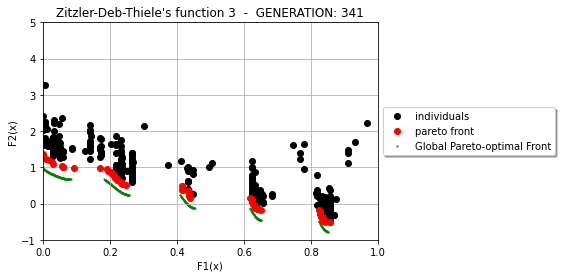 Zitzler-Deb-Thiele's function 3 - GENERATION: 341
5
4
3
2
1
0
−1
F2(x)
0.0 0.2 0.4 0.6 0.8 1.0
F1(x)
individuals
pareto front
Global Pareto-optimal Front